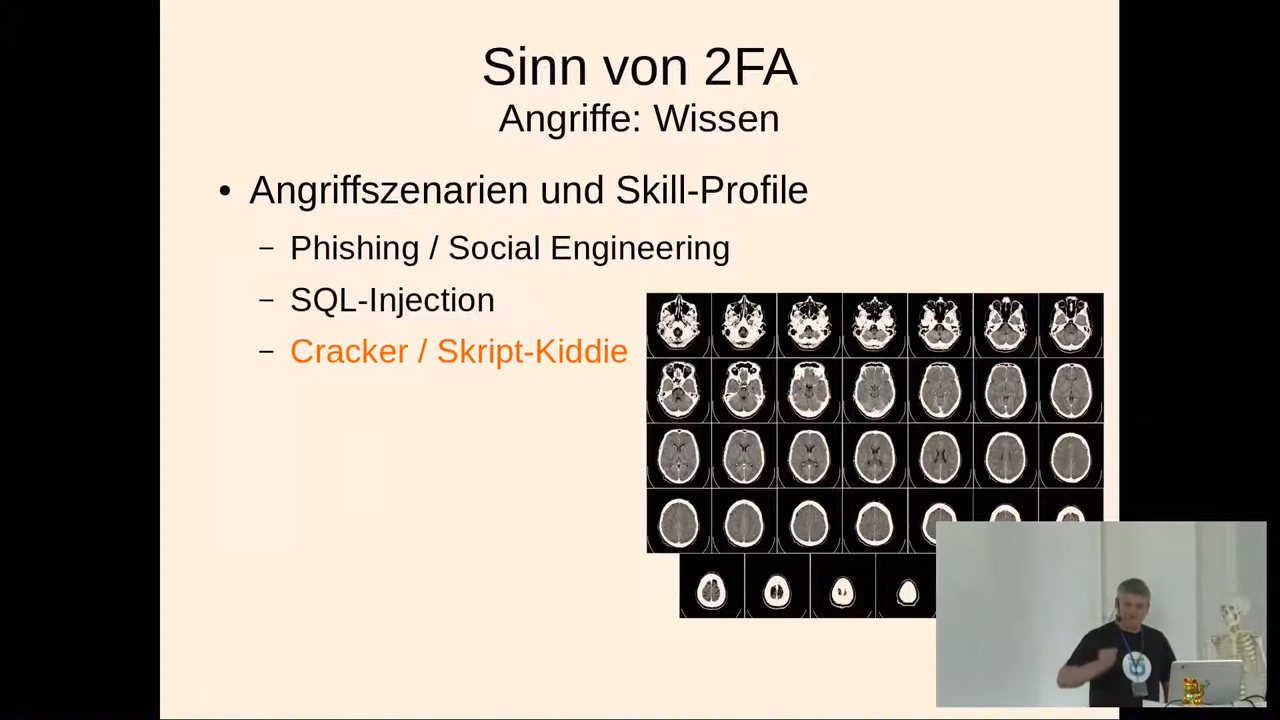 Sinn von 2FA
Angriffe: Wissen
• Angriffszenarien und Skill-Profile
– Phishing / Social Engineering
– SQL-Injection
– Cracker / Skript-Kiddie